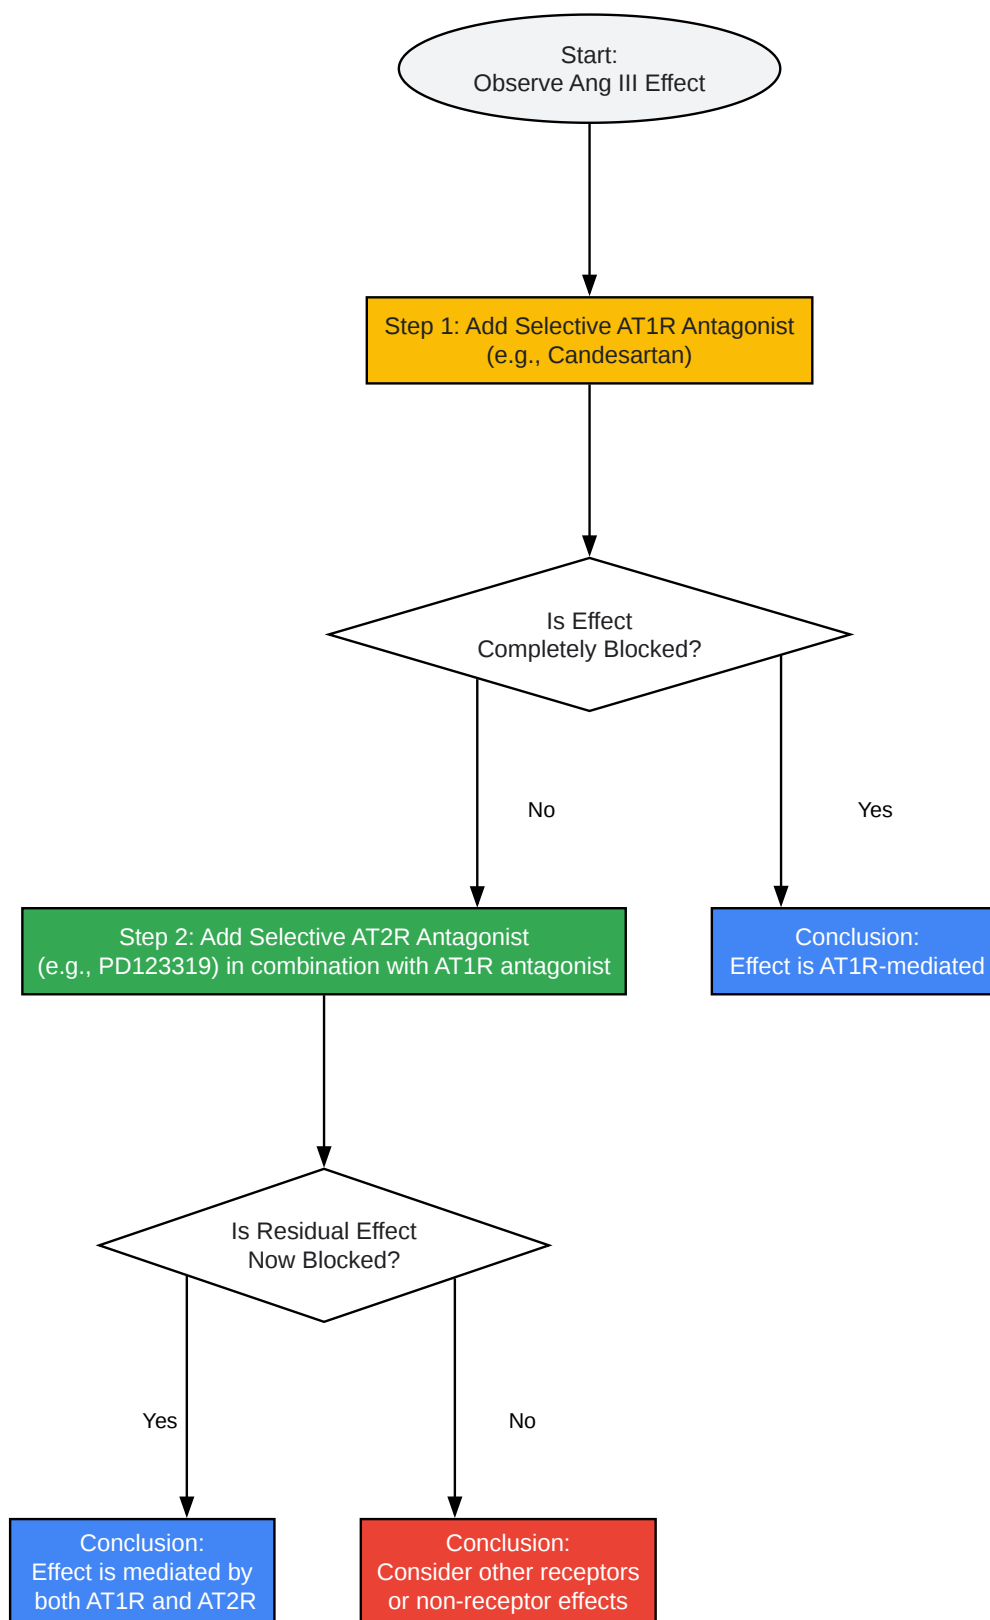 Start:
Observe Ang III Effect
Step 1: Add Selective AT1R Antagonist
(e.g., Candesartan)
Is Effect
Completely Blocked?
No
Yes
Step 2: Add Selective AT2R Antagonist
(e.g., PD123319) in combination with AT1R antagonist
Conclusion:
Effect is AT1R-mediated
Is Residual Effect
Now Blocked?
Yes
No
Conclusion:
Effect is mediated by
both AT1R and AT2R
Conclusion:
Consider other receptors
or non-receptor effects